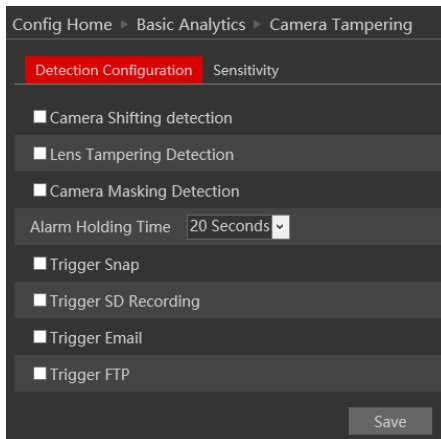 Config Home ▶ Basic Analytics ▶ Camera Tampering
Detection Configuration Sensitivity
Camera Shifting detection
Lens Tampering Detection
Camera Masking Detection
Alarm Holding Time 20 Seconds
Trigger Snap
Trigger SD Recording
Trigger Email
Trigger FTP
Save